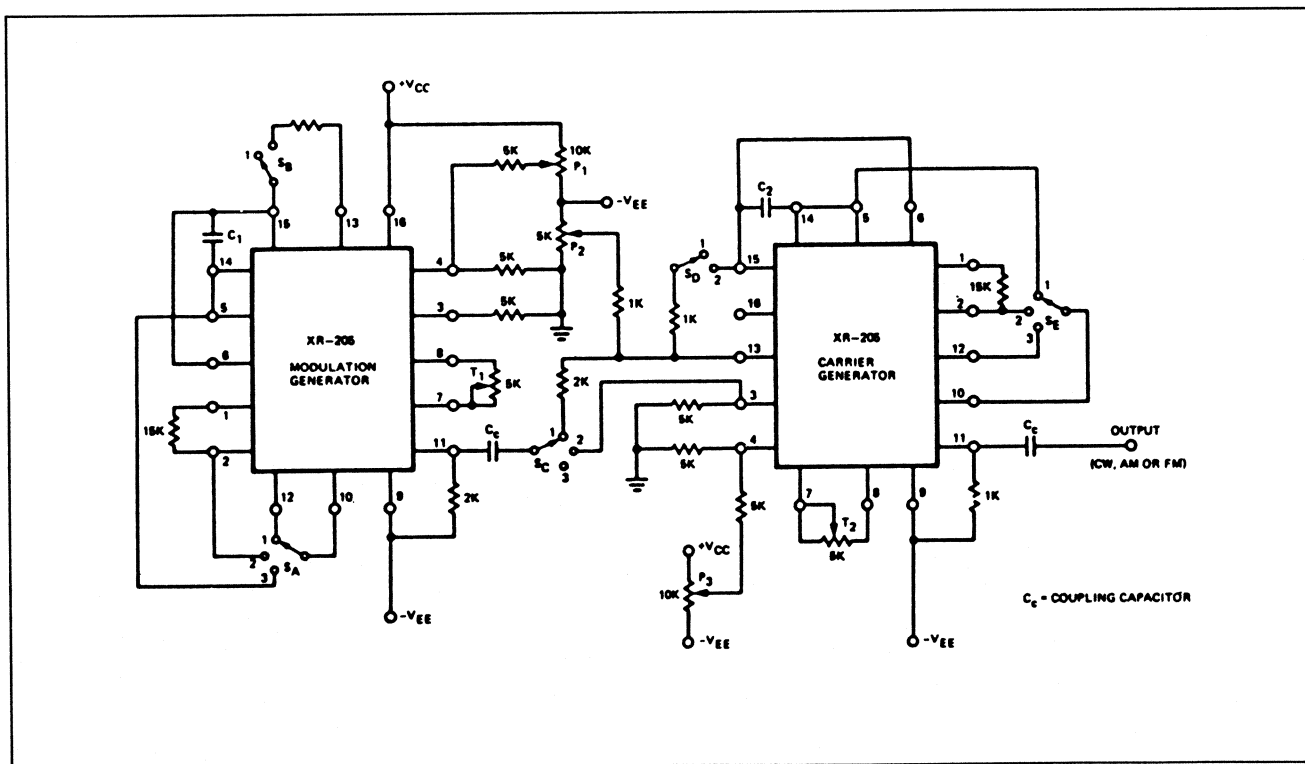 +VCC
1
SB
15
13
16
C1
14
5
6
1
2
15K
XR-205
MODULATION
GENERATOR
12
10
9
1
2
3
SA
-VEE
4
3
8
7
11
5K
10K
P1
-VEE
5K
P2
5K
5K
T1
5K
2K
1K
1K
2K
CC
SC
1
2
3
SD
1
2
C2
14
5
6
15
16
13
3
4
5K
5K
5K
+VCC
P3
10K
-VEE
XR-205
CARRIER
GENERATOR
1
2
12
10
11
15K
1
2
3
SE
7
8
9
T2
5K
1K
Cc
OUTPUT
(CW, AM OR FM)
-VEE
Cc = COUPLING CAPACITOR